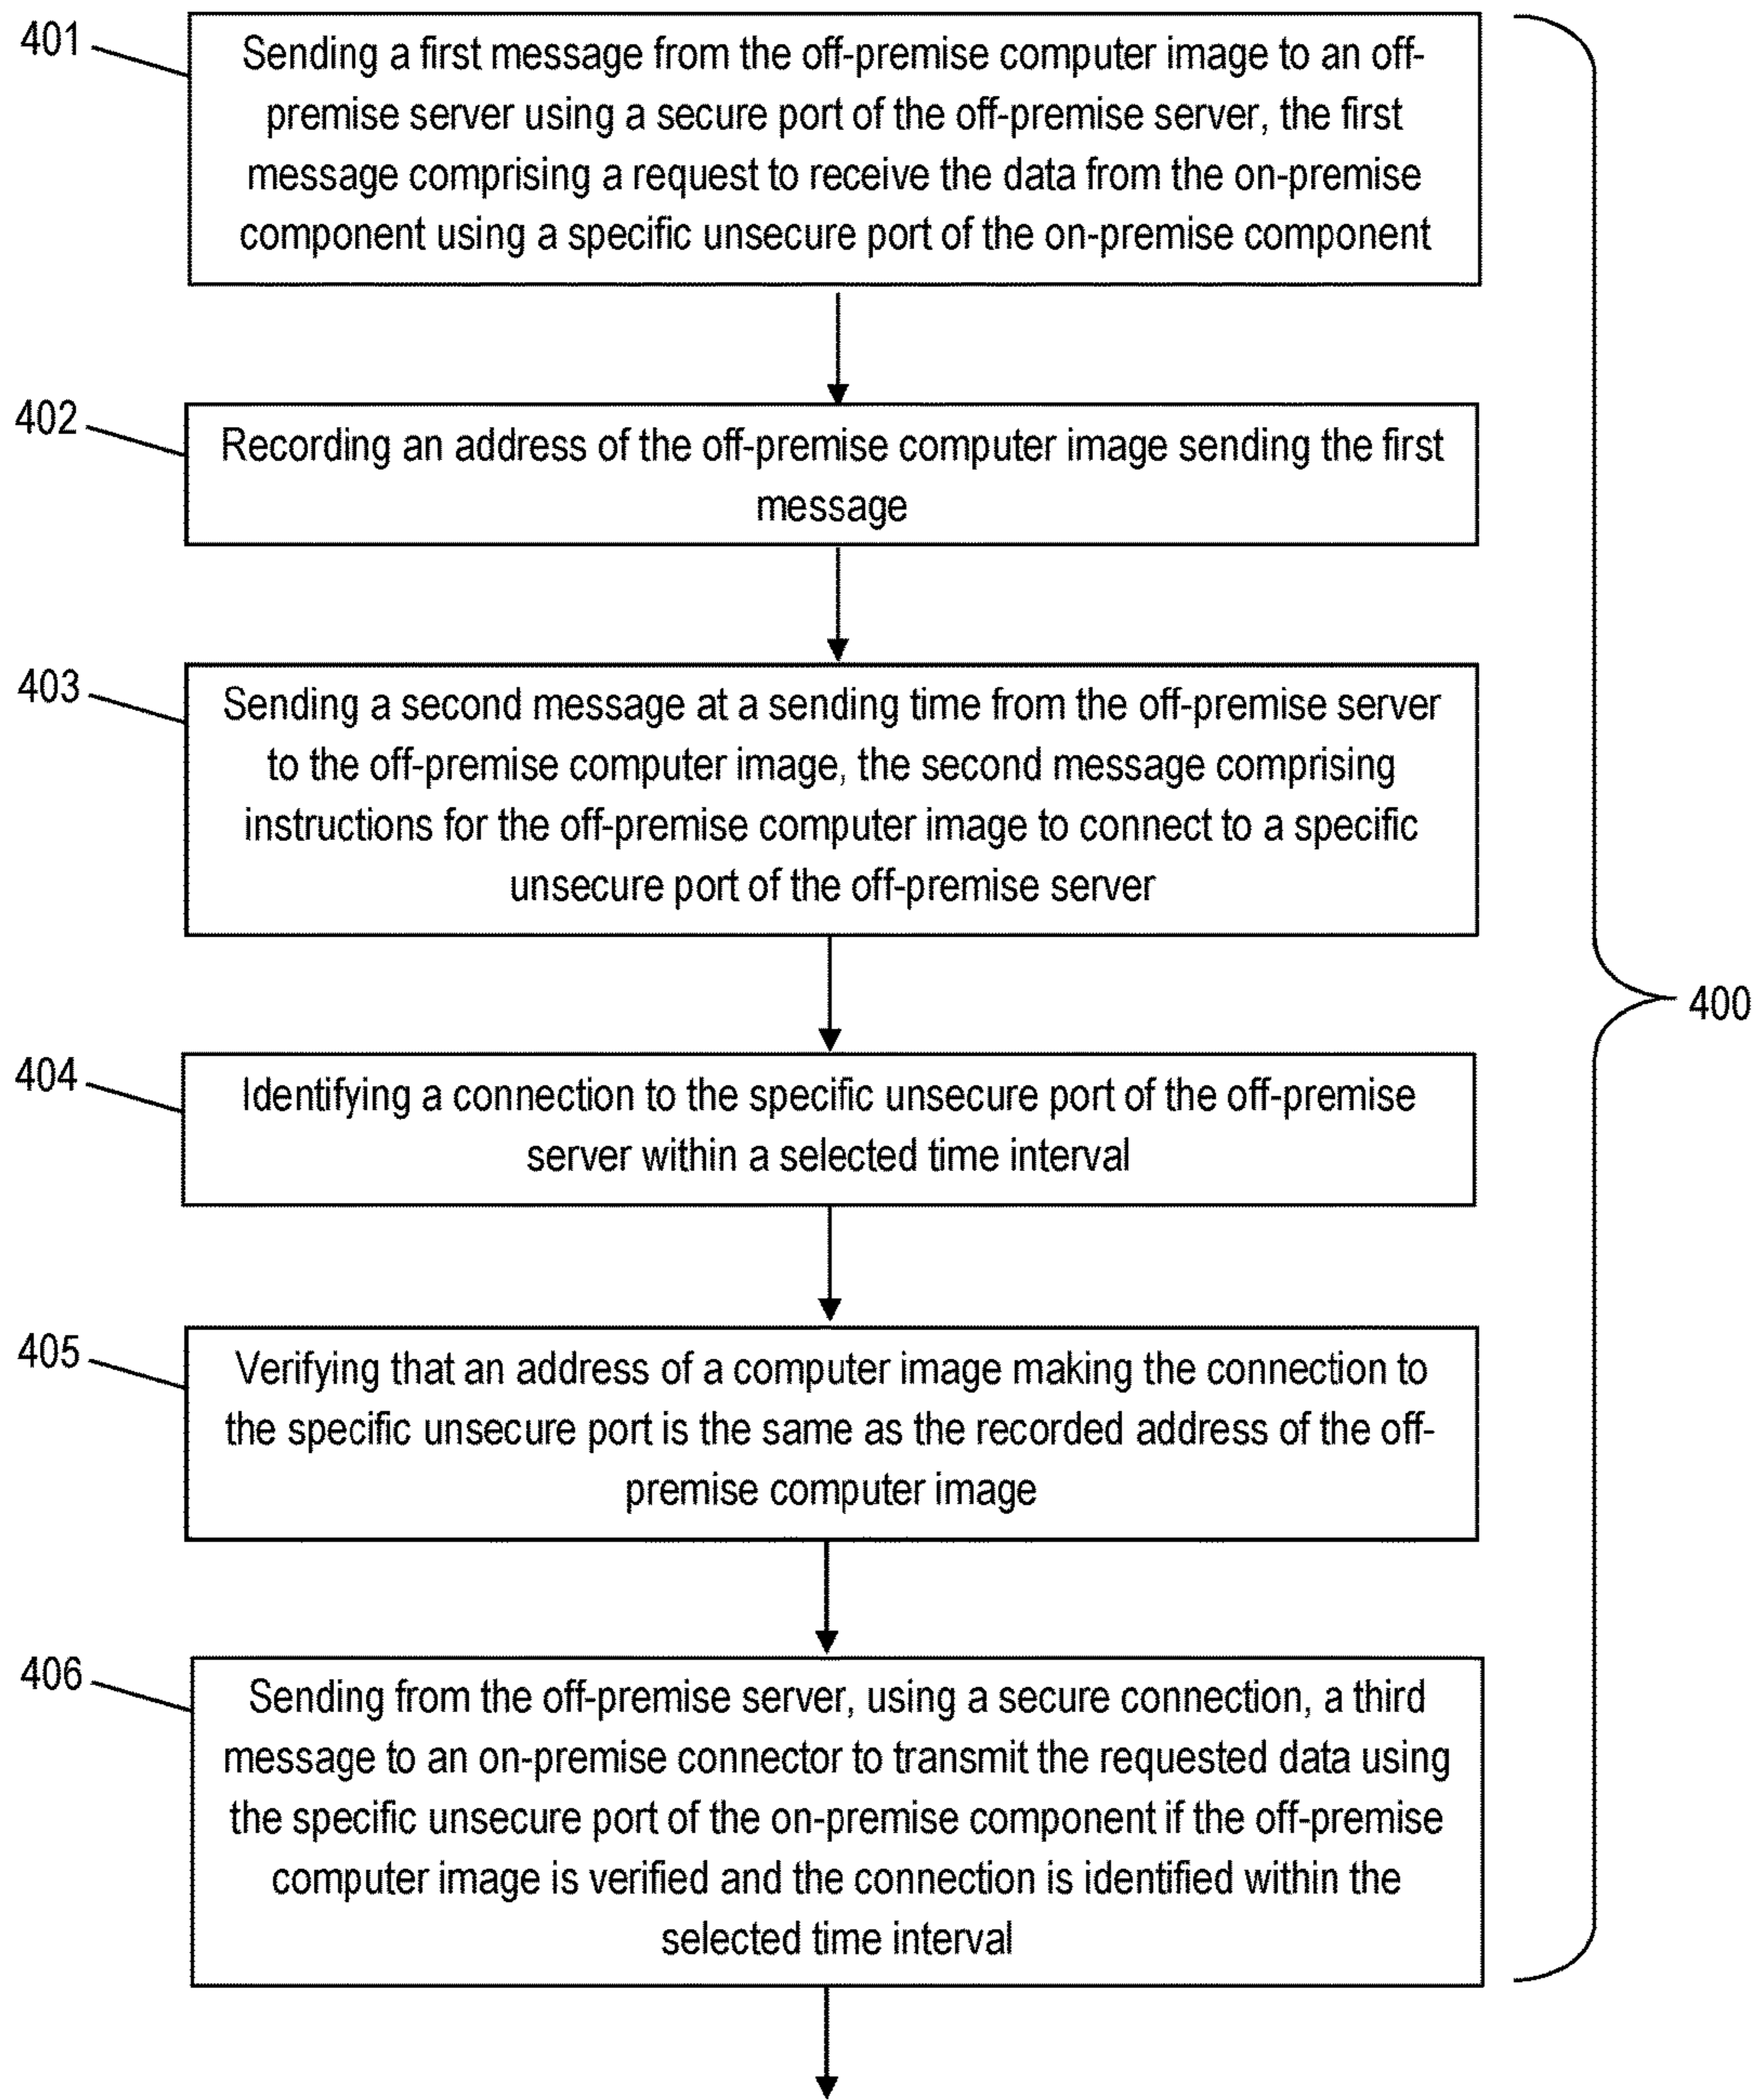 401
Sending a first message from the off-premise computer image to an off-
premise server using a secure port of the off-premise server, the first
message comprising a request to receive the data from the on-premise
component using a specific unsecure port of the on-premise component
402
Recording an address of the off-premise computer image sending the first
message
403
Sending a second message at a sending time from the off-premise server
to the off-premise computer image, the second message comprising
instructions for the off-premise computer image to connect to a specific
unsecure port of the off-premise server
400
404
Identifying a connection to the specific unsecure port of the off-premise
server within a selected time interval
405
Verifying that an address of a computer image making the connection to
the specific unsecure port is the same as the recorded address of the off-
premise computer image
406
Sending from the off-premise server, using a secure connection, a third
message to an on-premise connector to transmit the requested data using
the specific unsecure port of the on-premise component if the off-premise
computer image is verified and the connection is identified within the
selected time interval